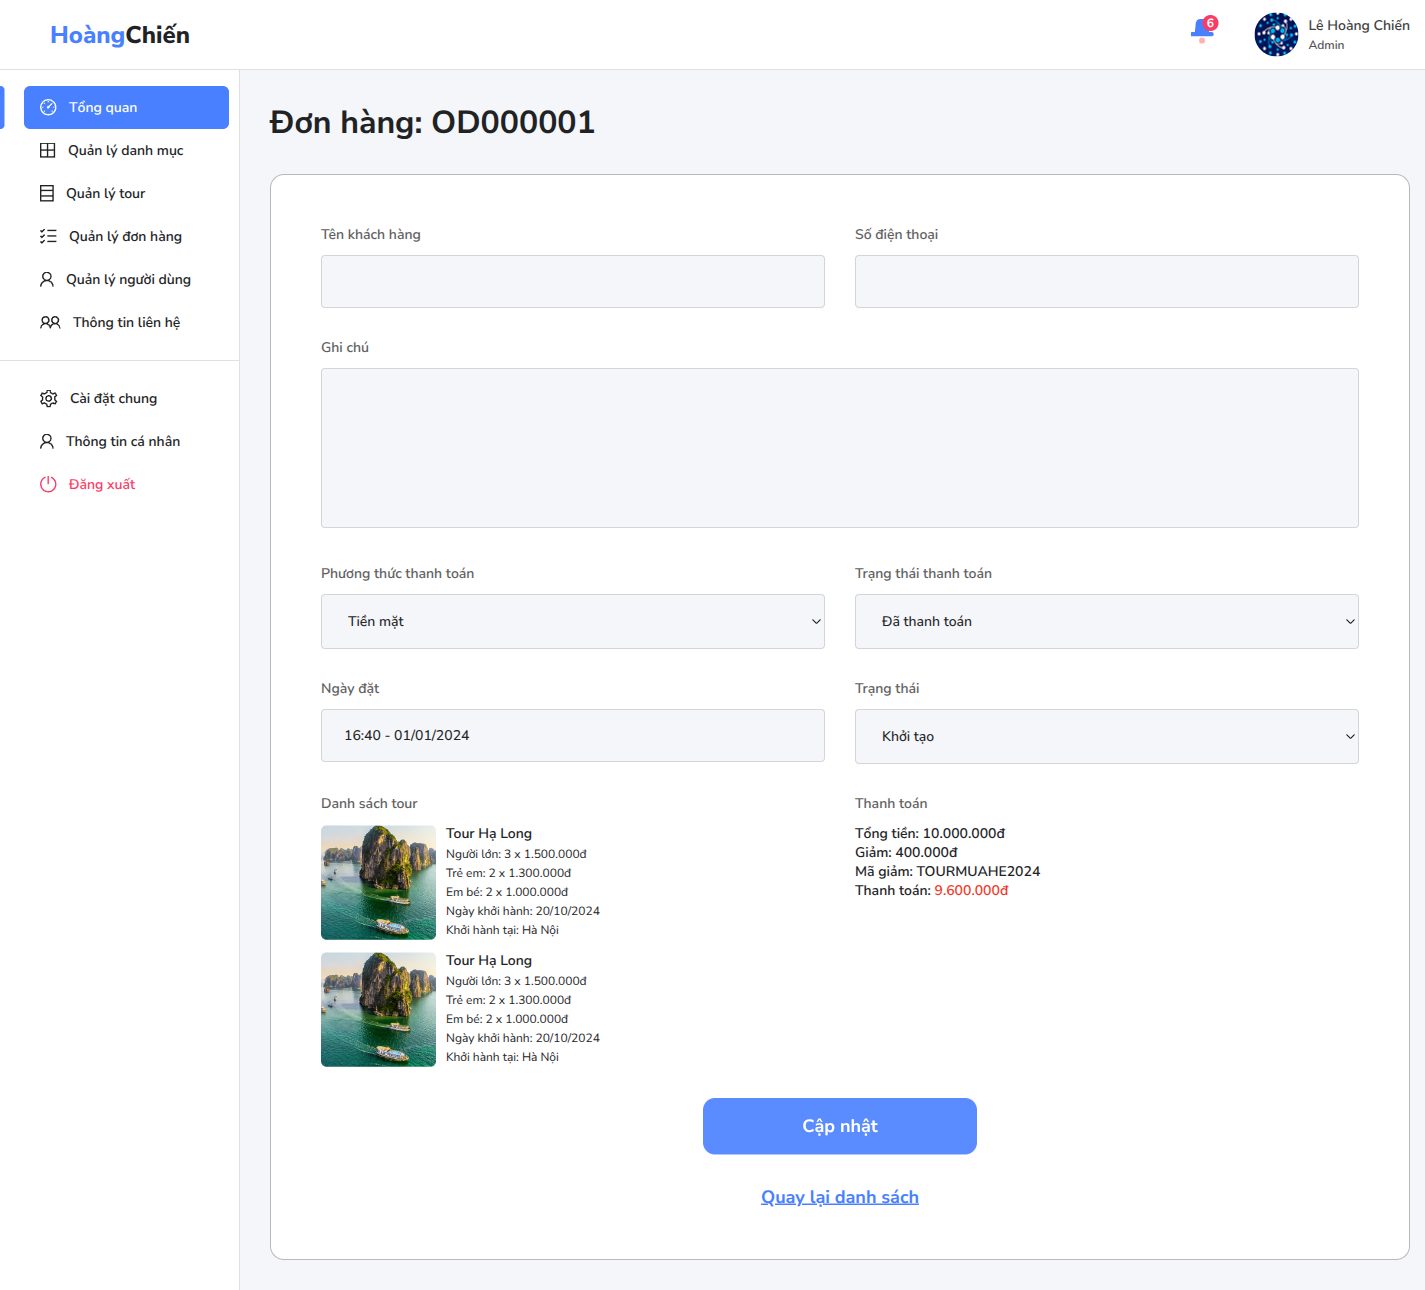 HoàngChiến
6
Lê Hoàng Chiến
Admin
Tổng quan
Quản lý danh mục
Quản lý tour
Quản lý đơn hàng
Quản lý người dùng
Thông tin liên hệ
Cài đặt chung
Thông tin cá nhân
Đăng xuất
Đơn hàng: OD000001
Tên khách hàng
Số điện thoại
Ghi chú
Phương thức thanh toán
Trạng thái thanh toán
Tiền mặt
Đã thanh toán
Ngày đặt
Trạng thái
16:40 - 01/01/2024
Khởi tạo
Danh sách tour
Tour Hạ Long
Người lớn: 3 x 1.500.000đ
Trẻ em: 2 x 1.300.000đ
Em bé: 2 x 1.000.000đ
Ngày khởi hành: 20/10/2024
Khởi hành tại: Hà Nội
Tour Hạ Long
Người lớn: 3 x 1.500.000đ
Trẻ em: 2 x 1.300.000đ
Em bé: 2 x 1.000.000đ
Ngày khởi hành: 20/10/2024
Khởi hành tại: Hà Nội
Thanh toán
Tổng tiền: 10.000.000đ
Giảm: 400.000đ
Mã giảm: TOURMUAHE2024
Thanh toán: 9.600.000đ
Cập nhật
Quay lại danh sách